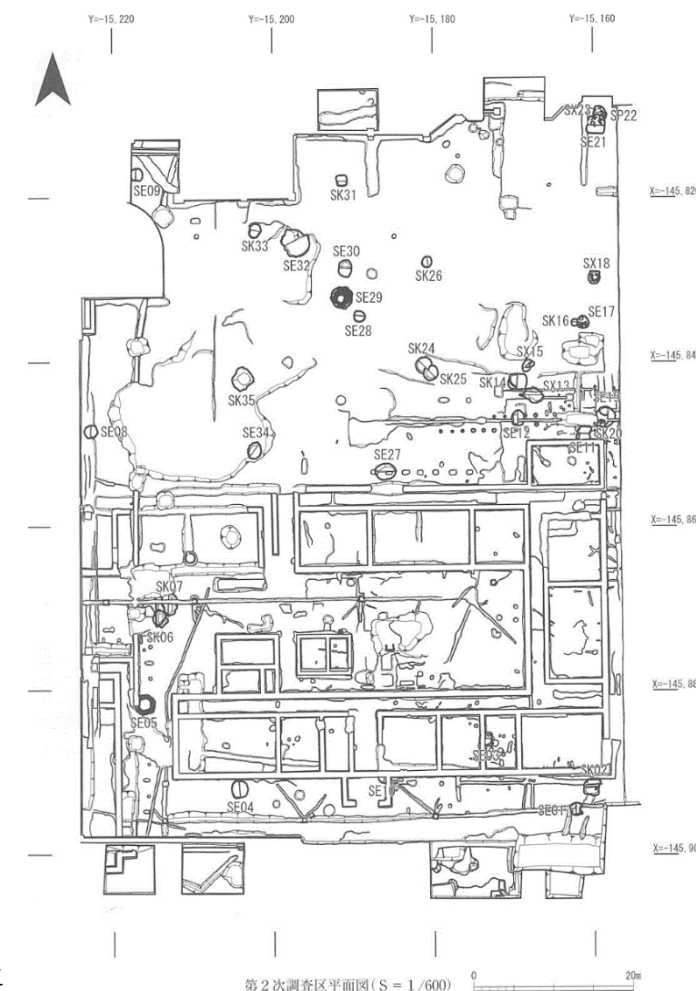 Y=-15,220
Y=-15,200
Y=-15,180
Y=-15,160
SX23
SP22
SE21
SE09
SK31
X=-145,820
SK33
SE32
SE30
SK26
SX18
SE29
SE28
SK16
SE17
SK24
SX15
X=-145,84
SK25
SK14
SX13
SK35
SE08
SE34
SE12
SK20
SE11
SE27
X=-145,86
SK07
SK06
X=-145,88
SE05
SE03
SK02
SE04
SE10
SE01
X=-145,90
第2次調査区平面図(S = 1/600)
0
20m